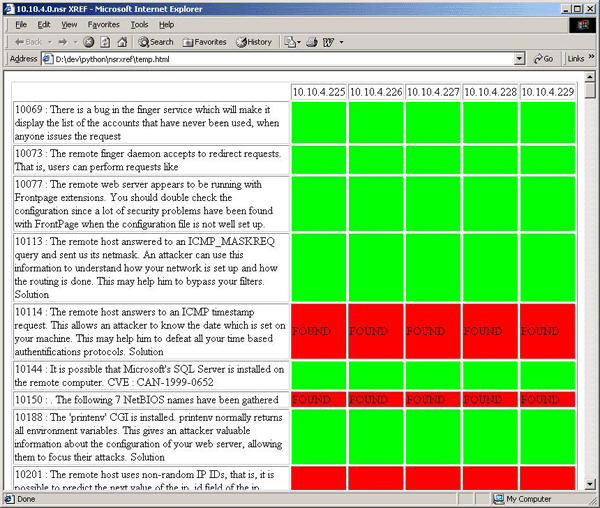 10.10.4.0.nsr XREF - Microsoft Internet Explorer
File Edit View Favorites Tools Help
Back Search Favorites History
Address D:\dev\python\nsrxref\temp.html Go Links »
10.10.4.225 10.10.4.226 10.10.4.227 10.10.4.228 10.10.4.229
10069 : There is a bug in the finger service which will make it
display the list of the accounts that have never been used, when
anyone issues the request
10073 : The remote finger daemon accepts to redirect requests.
That is, users can perform requests like
10077 : The remote web server appears to be running with
Frontpage extensions. You should double check the
configuration since a lot of security problems have been found
with FrontPage when the configuration file is not well set up.
10113 : The remote host answered to an ICMP_MASKREQ
query and sent us its netmask. An attacker can use this
information to understand how your network is set up and how
the routing is done. This may help him to bypass your filters.
Solution
10114 : The remote host answers to an ICMP timestamp
request. This allows an attacker to know the date which is set on
your machine. This may help him to defeat all your time based
authentifications protocols. Solution
FOUND FOUND FOUND FOUND FOUND
10144 : It is possible that Microsoft's SQL Server is installed on
the remote computer. CVE : CAN-1999-0652
10150 : . The following 7 NetBIOS names have been gathered FOUND FOUND FOUND FOUND FOUND
10188 : The 'printenv' CGI is installed. printenv normally returns
all environment variables. This gives an attacker valuable
information about the configuration of your web server, allowing
them to focus their attacks. Solution
10201 : The remote host uses non-random IP IDs, that is, it is
possible to predict the next value of the ip_id field of the
Done My Computer